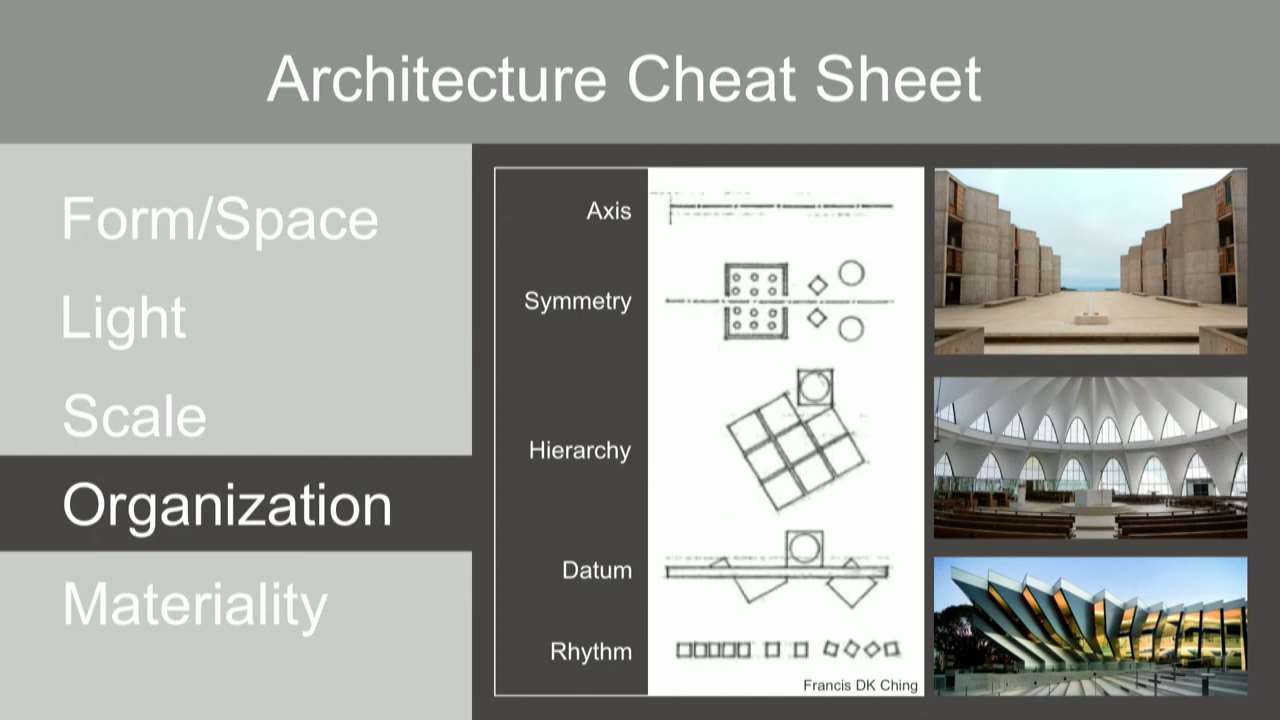 Architecture Cheat Sheet
Form/Space
Light
Scale
Organization
Materiality
Axis
Symmetry
Hierarchy
Datum
Rhythm
Francis DK Ching